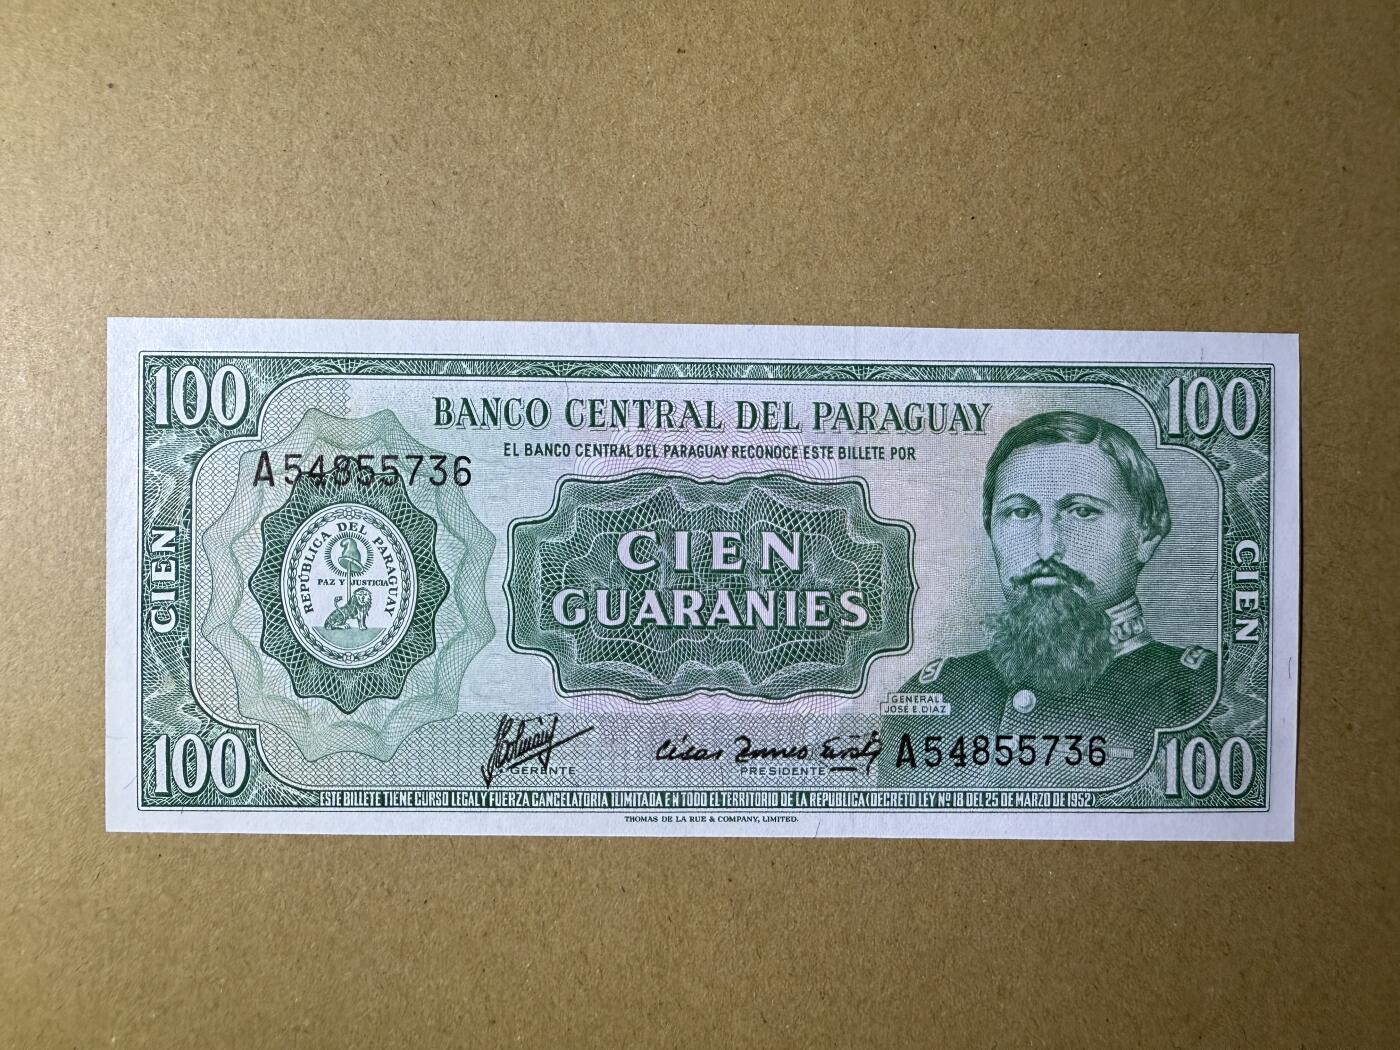 100
100
BANCO CENTRAL DEL PARAGUAY
EL BANCO CENTRAL DEL PARAGUAY RECONOCE ESTE BILLETE POR
A54855736
CIEN
GUARANIES
REPÚBLICA DEL PARAGUAY
PAZ Y JUSTICIA
CIEN
CIEN
GENERAL
JOSE E. DIAZ
GERENTE
PRESIDENTE
A54855736
100
100
ESTE BILLETE TIENE CURSO LEGAL Y FUERZA CANCELATORIA ILIMITADA EN TODO EL TERRITORIO DE LA REPUBLICA (DECRETO LEY Nº 18 DEL 25 DE MARZO DE 1952)
THOMAS DE LA RUE & COMPANY, LIMITED.